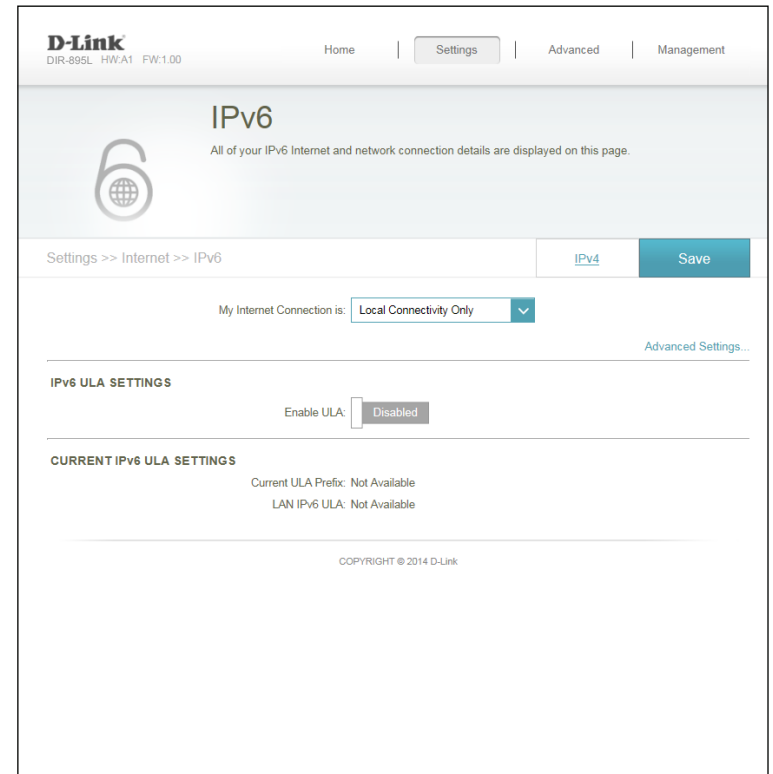 D-Link
DIR-895L HW:A1 FW:1.00
Home | Settings | Advanced | Management
IPv6
All of your IPv6 Internet and network connection details are displayed on this page.
Settings >> Internet >> IPv6
IPv4
Save
My Internet Connection is: Local Connectivity Only
Advanced Settings...
IPv6 ULA SETTINGS
Enable ULA: Disabled
CURRENT IPv6 ULA SETTINGS
Current ULA Prefix: Not Available
LAN IPv6 ULA: Not Available
COPYRIGHT © 2014 D-Link